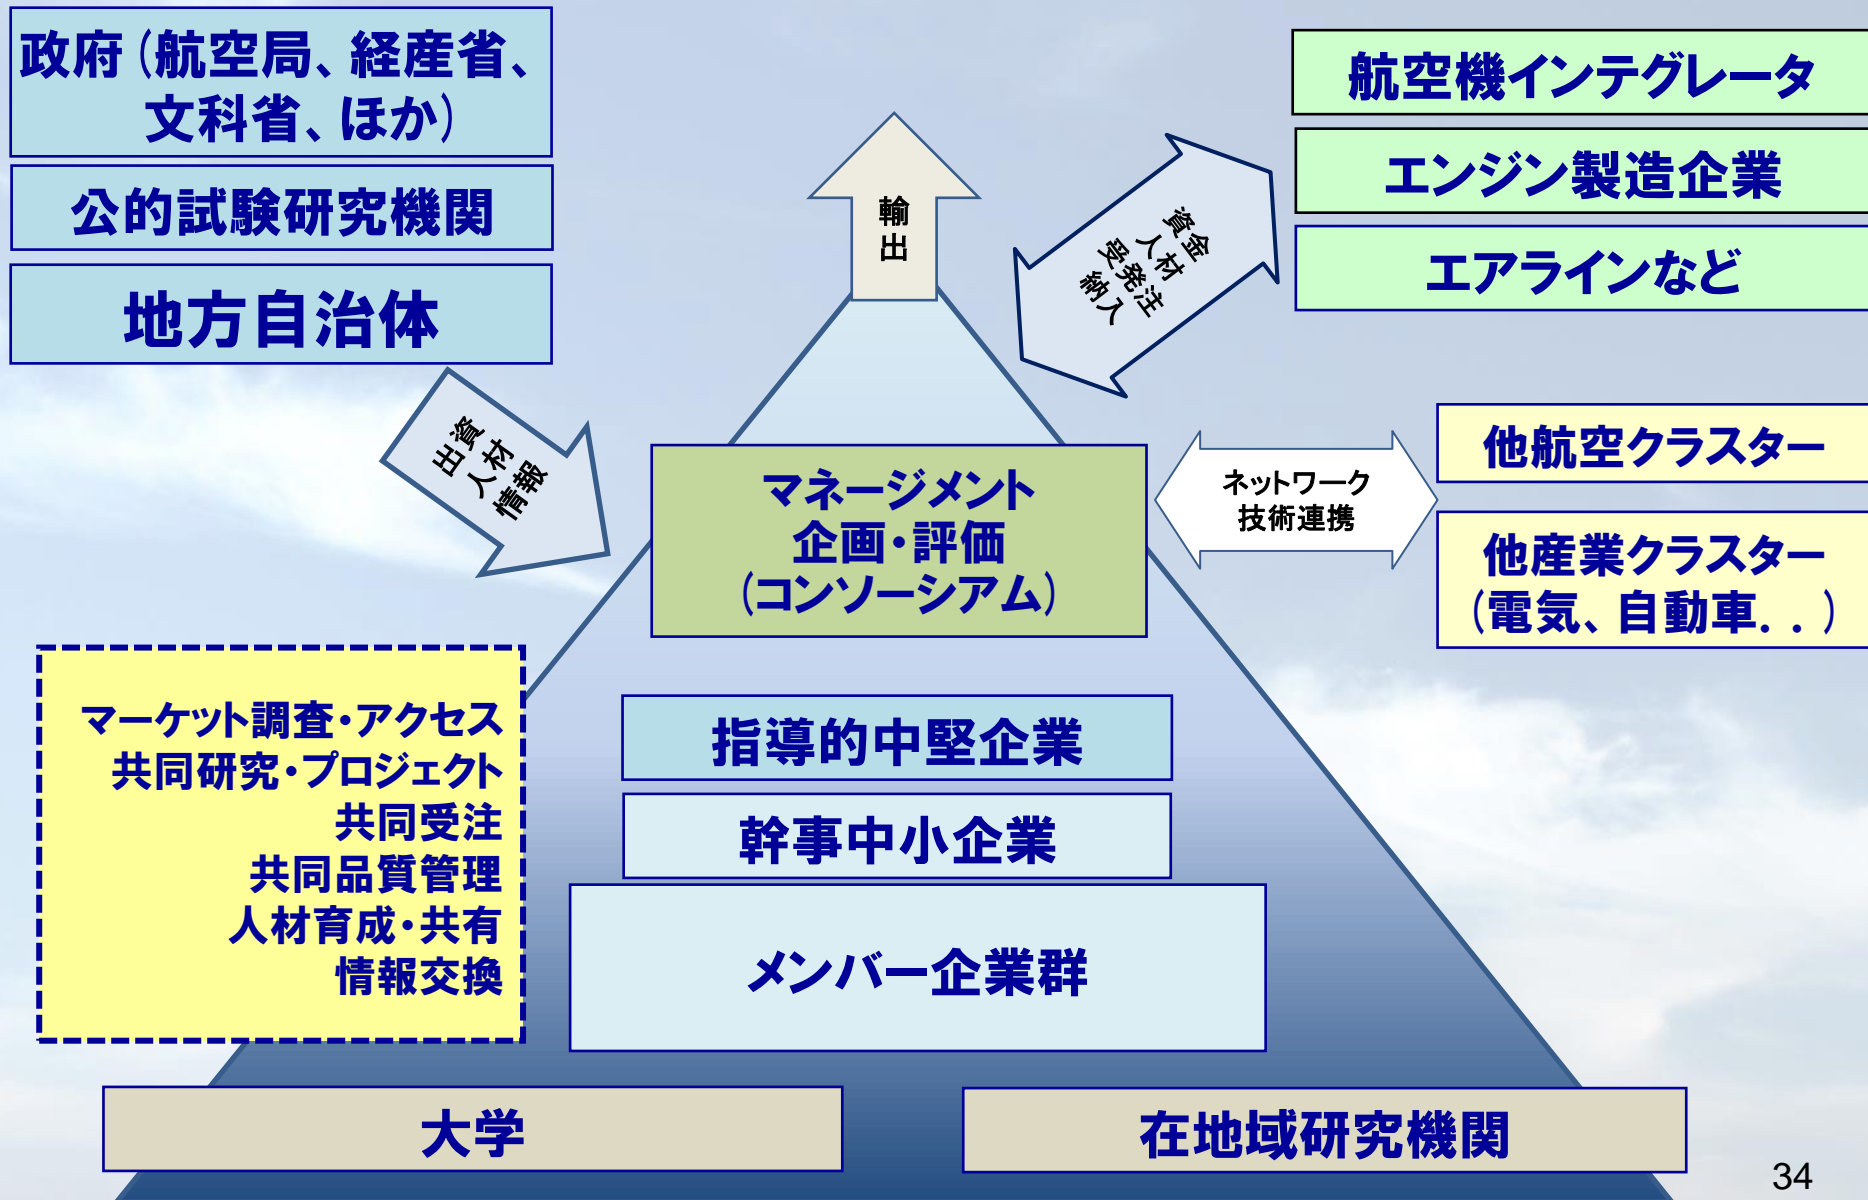 政府（航空局、経産省、
文科省、ほか）
公的試験研究機関
地方自治体
輸
出
資金
人材
受発注
納入
航空機インテグレータ
エンジン製造企業
エアラインなど
出資
人材
情報
マネージメント
企画・評価
（コンソーシアム）
ネットワーク
技術連携
他航空クラスター
他産業クラスター
（電気、自動車．．）
マーケット調査・アクセス
共同研究・プロジェクト
共同受注
共同品質管理
人材育成・共有
情報交換
指導的中堅企業
幹事中小企業
メンバー企業群
大学
在地域研究機関
34